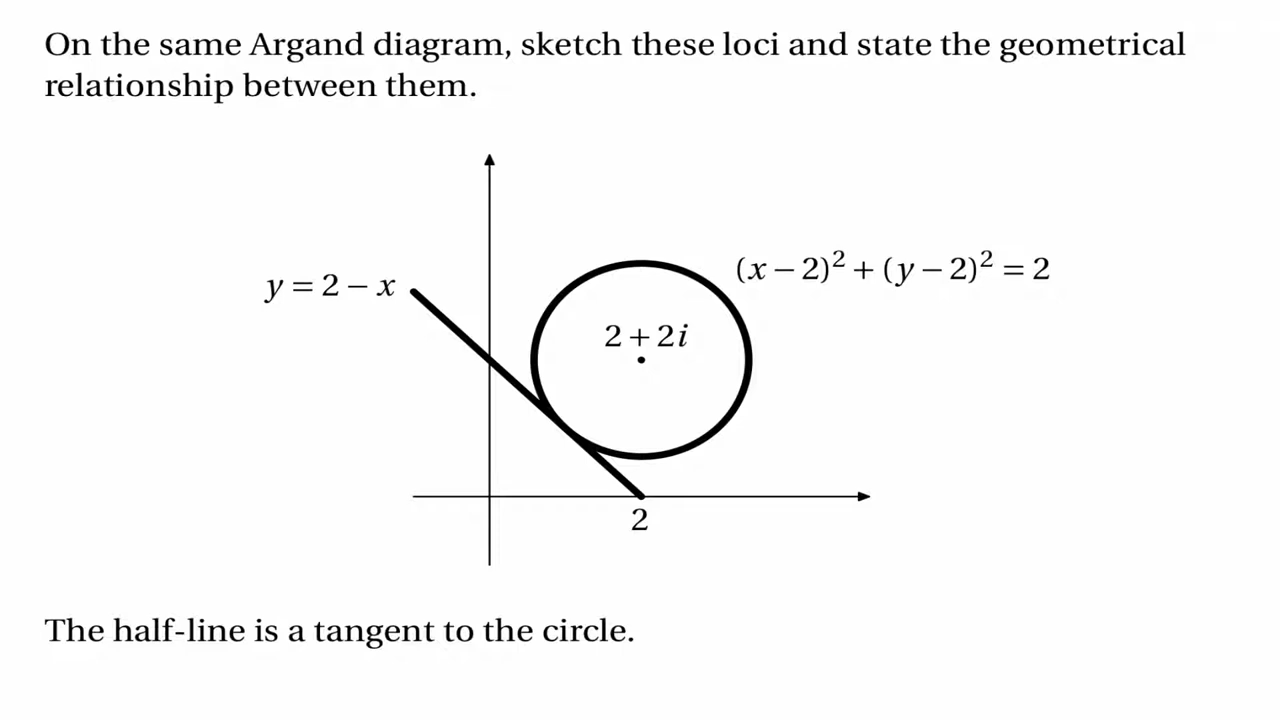 On the same Argand diagram, sketch these loci and state the geometrical
relationship between them.
(x − 2)² + (y − 2)² = 2
y = 2 − x
2 + 2i
2
The half-line is a tangent to the circle.